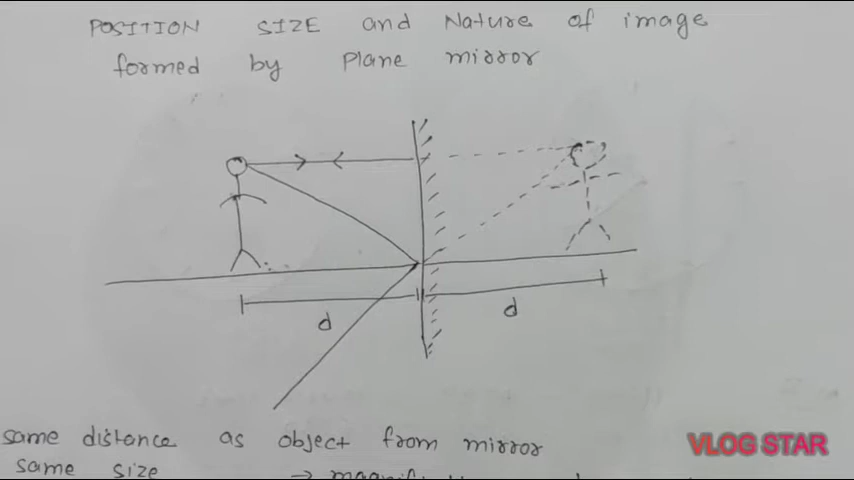 POSITION SIZE and Nature of image
formed by Plane mirror
d
d
same distance as object from mirror
same size
VLOG STAR